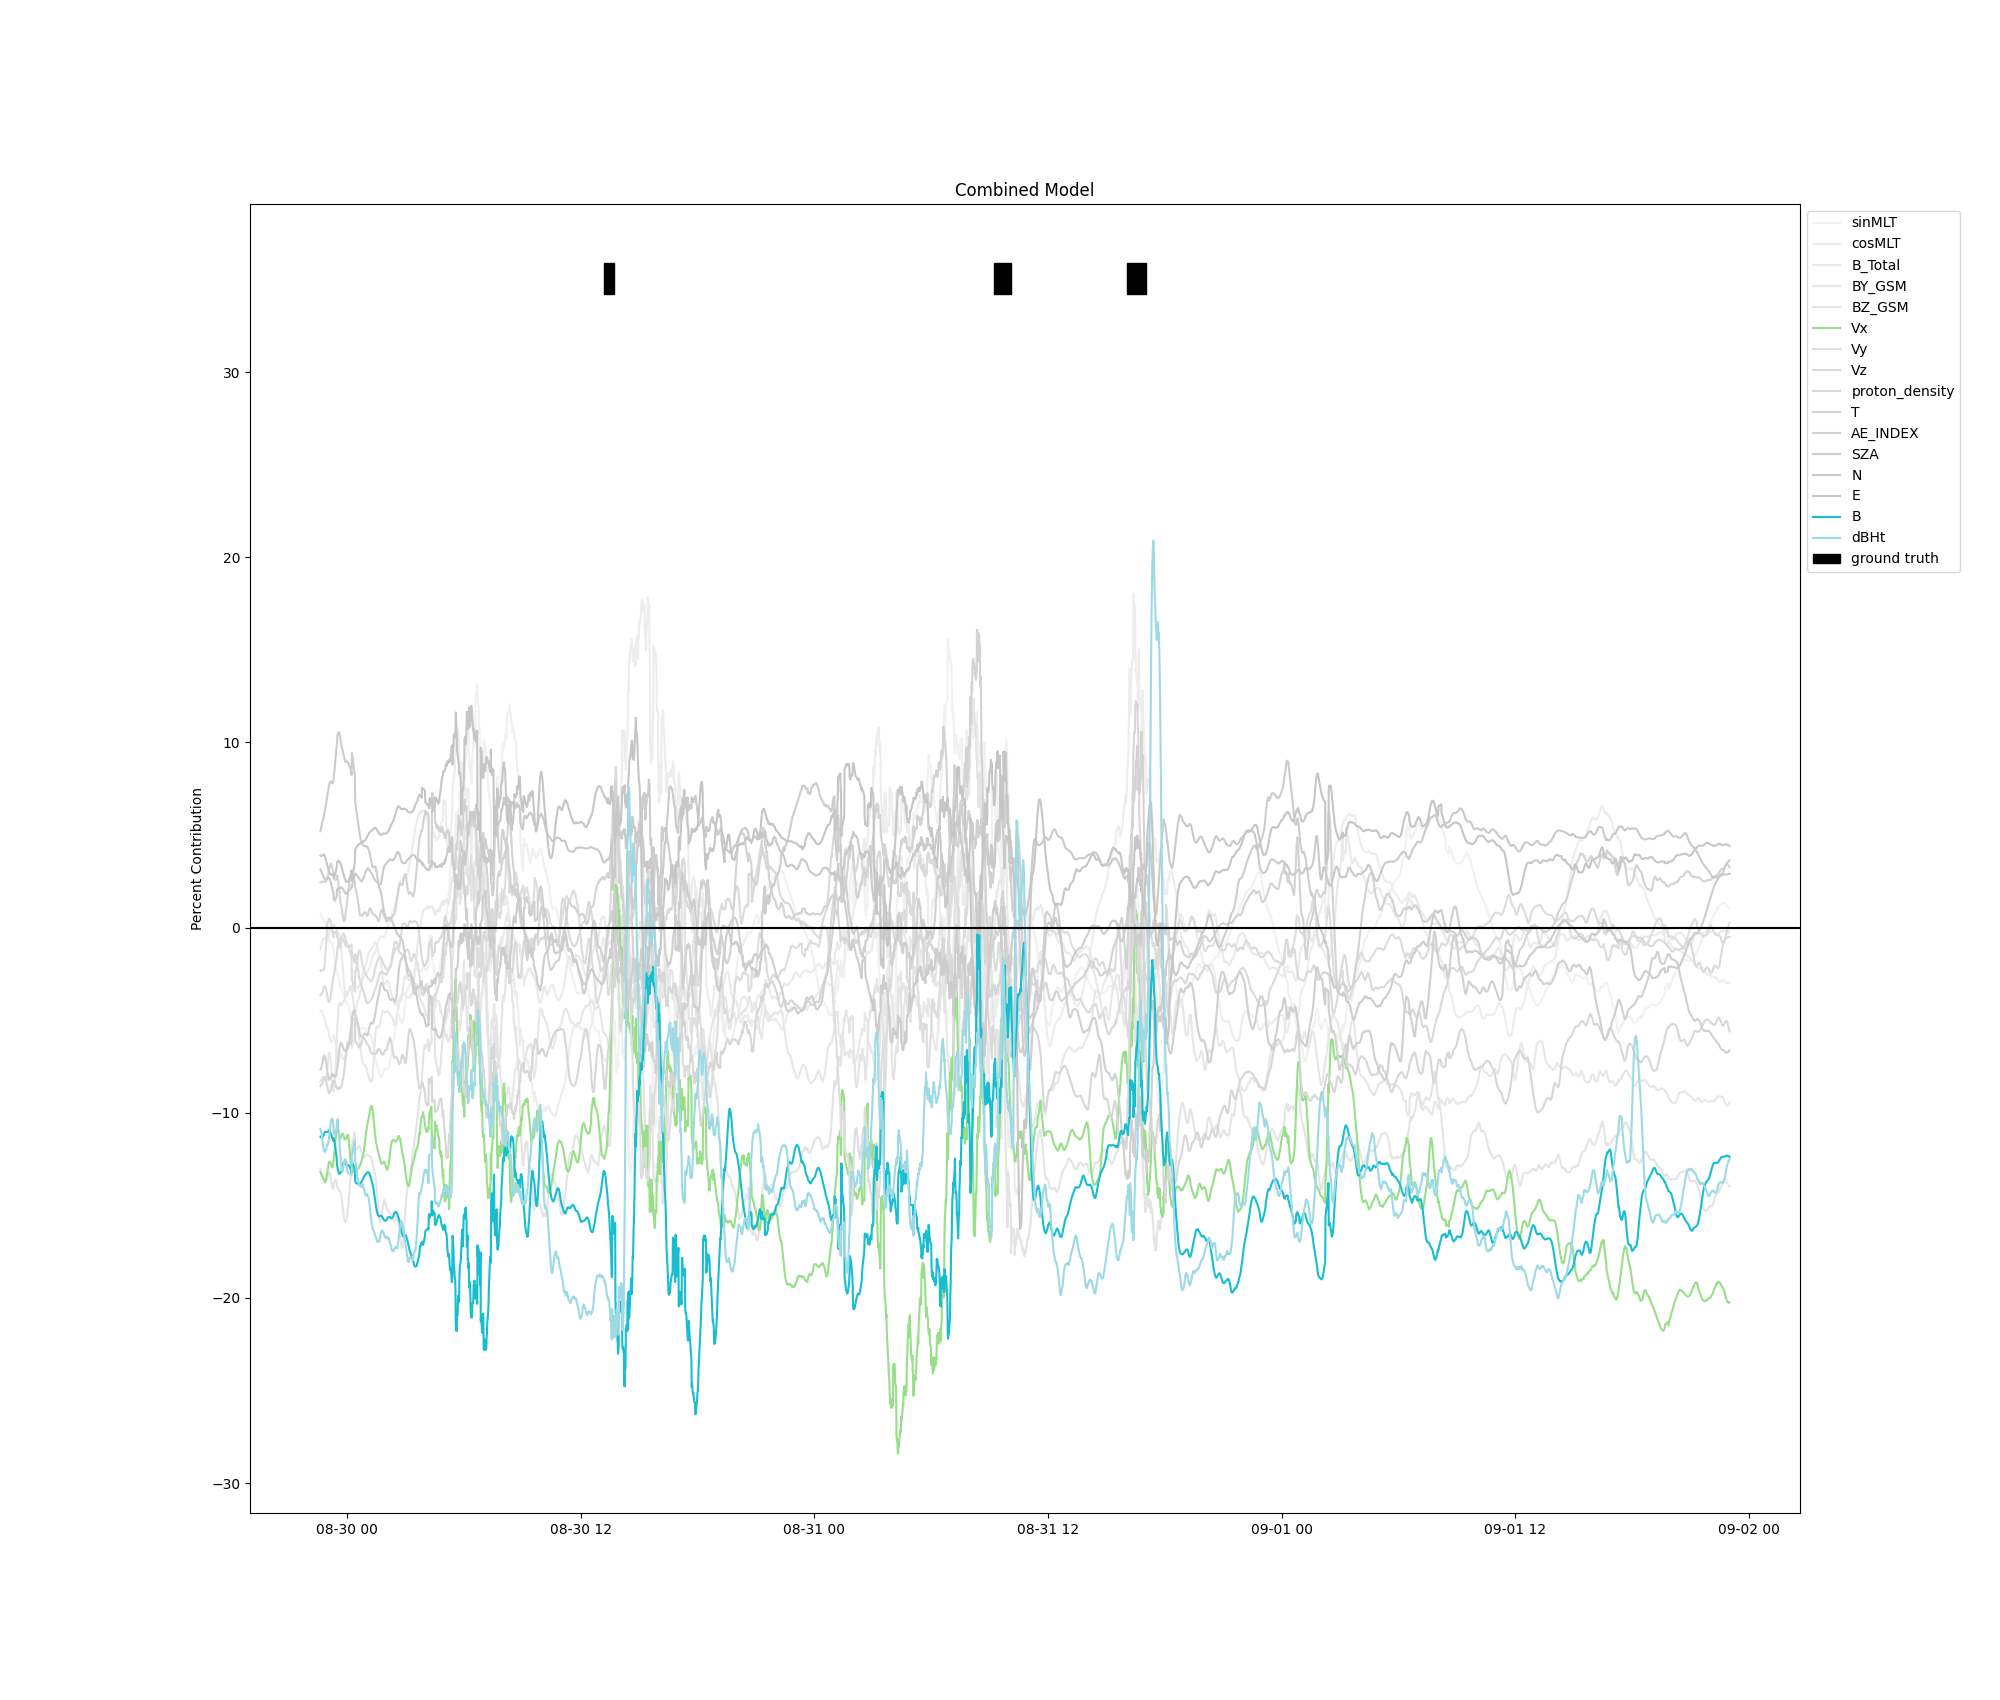 Combined Model
sinMLT
cosMLT
B_Total
BY_GSM
BZ_GSM
Vx
Vy
Vz
proton_density
T
AE_INDEX
SZA
N
E
B
dBHt
ground truth
Percent Contribution
30
20
10
0
−10
−20
−30
08-30 00
08-30 12
08-31 00
08-31 12
09-01 00
09-01 12
09-02 00